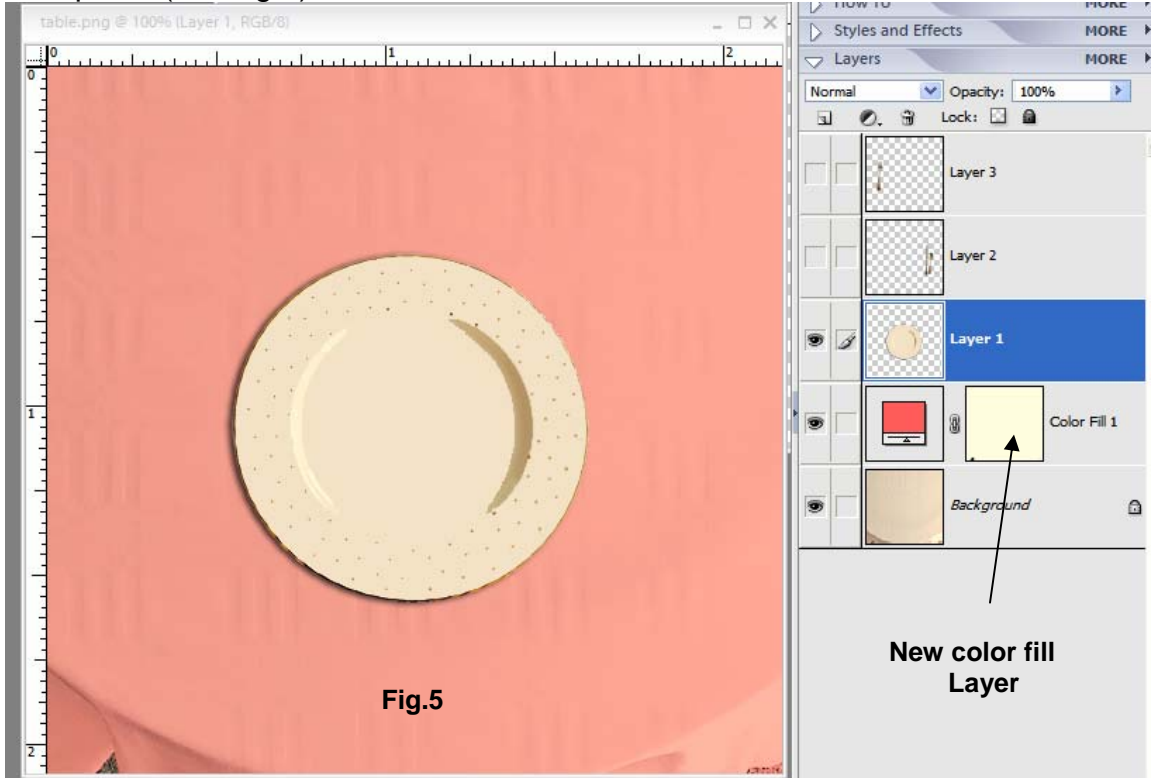 table.png @ 100% (Layer 1, RGB/8)
0 1 2
0
1
2
How To MORE
Styles and Effects MORE
Layers MORE
Normal Opacity: 100%
Lock:
Layer 3
Layer 2
Layer 1
Color Fill 1
Background
New color fill
Layer
Fig.5